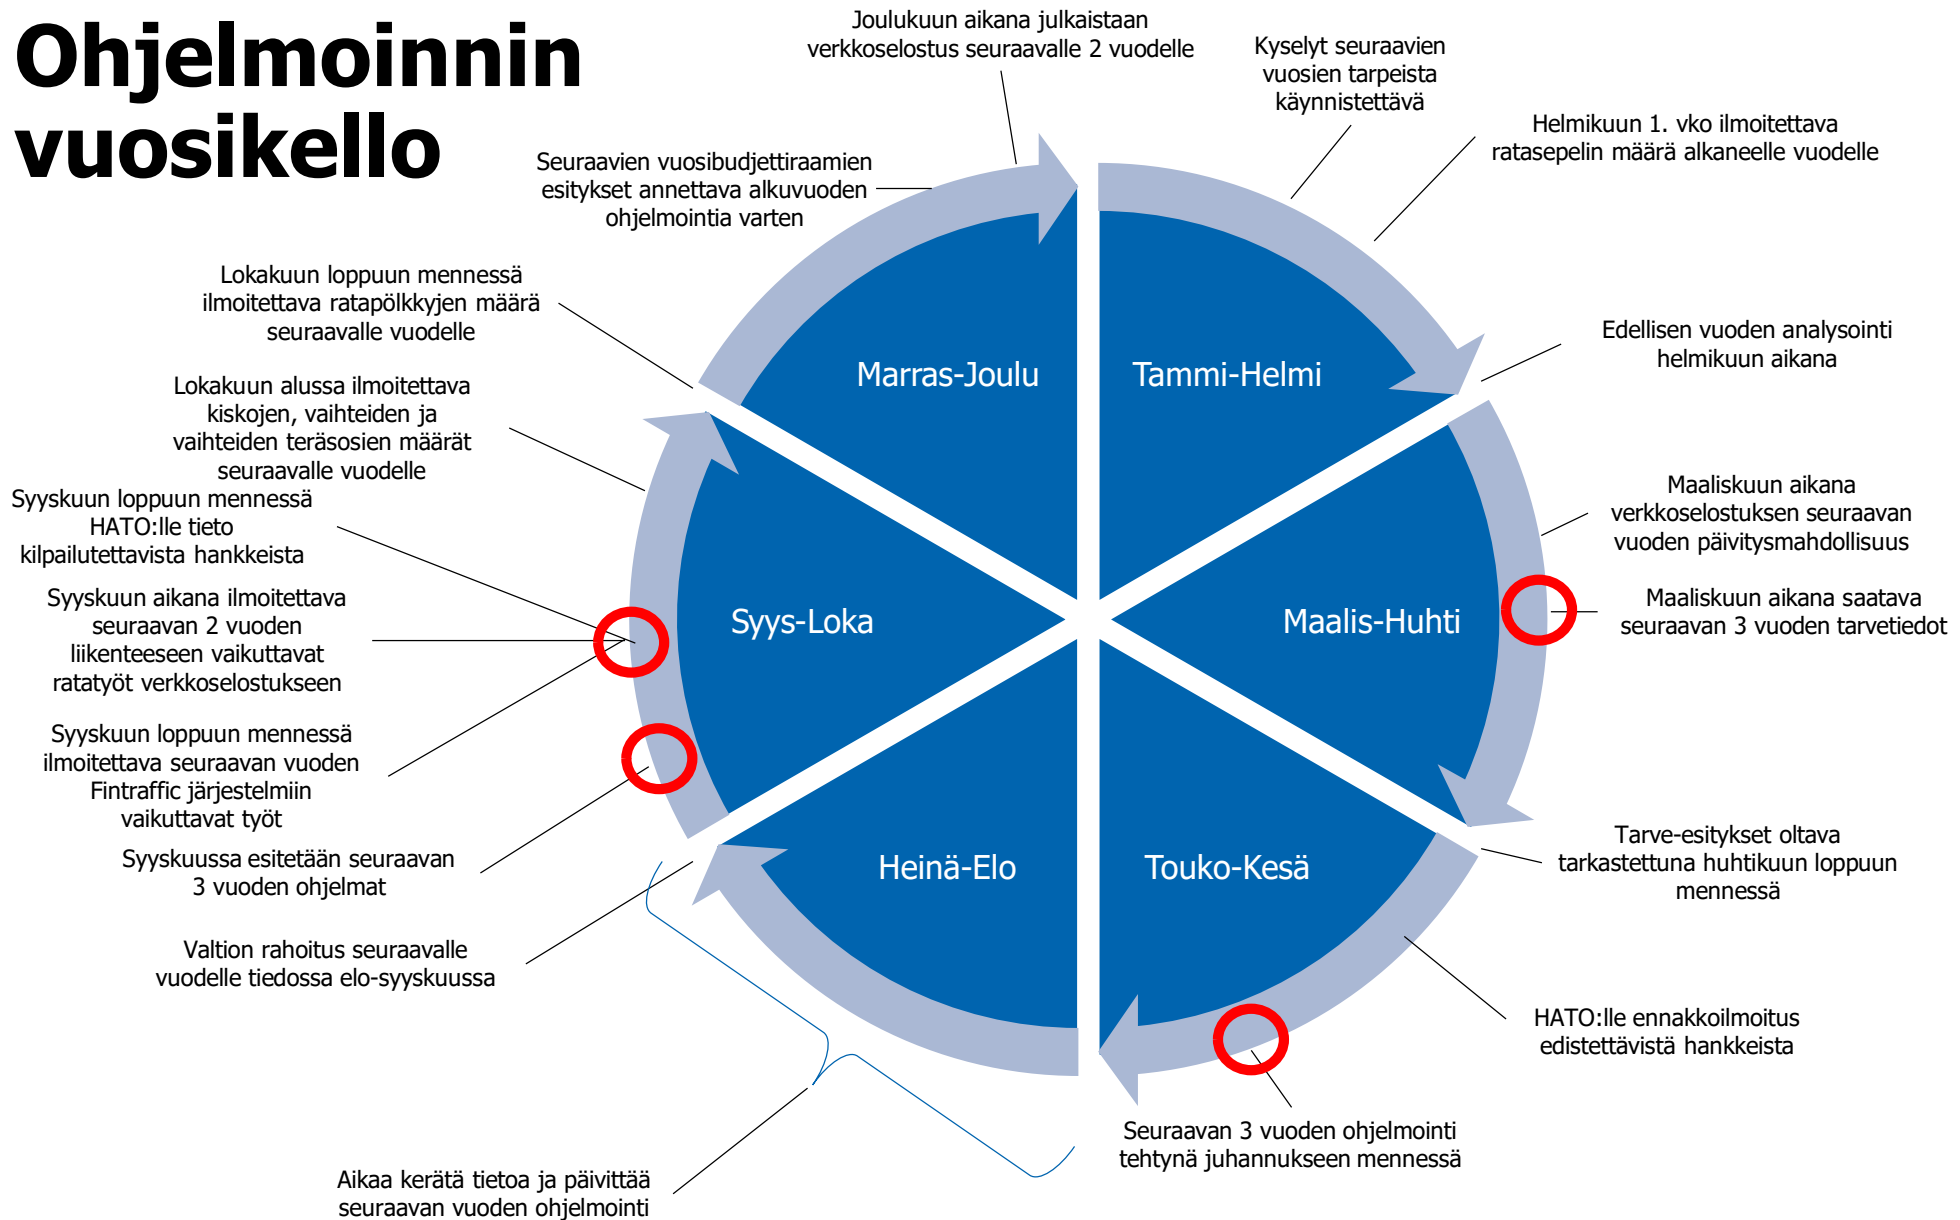 Ohjelmoinnin
vuosikello
Joulukuun aikana julkaistaan
verkkoselostus seuraavalle 2 vuodelle
Kyselyt seuraavien
vuosien tarpeista
käynnistettävä
Helmikuun 1. vko ilmoitettava
ratasepelin määrä alkaneelle vuodelle
Edellisen vuoden analysointi
helmikuun aikana
Maaliskuun aikana
verkkoselostuksen seuraavan
vuoden päivitysmahdollisuus
Maaliskuun aikana saatava
seuraavan 3 vuoden tarvetiedot
Tarve-esitykset oltava
tarkastettuna huhtikuun loppuun
mennessä
HATO:lle ennakkoilmoitus
edistettävistä hankkeista
Seuraavan 3 vuoden ohjelmointi
tehtynä juhannukseen mennessä
Aikaa kerätä tietoa ja päivittää
seuraavan vuoden ohjelmointi
Valtion rahoitus seuraavalle
vuodelle tiedossa elo-syyskuussa
Syyskuussa esitetään seuraavan
3 vuoden ohjelmat
Syyskuun loppuun mennessä
ilmoitettava seuraavan vuoden
Fintraffic järjestelmiin
vaikuttavat työt
Syyskuun aikana ilmoitettava
seuraavan 2 vuoden
liikenteeseen vaikuttavat
ratatyöt verkkoselostukseen
Syyskuun loppuun mennessä
HATO:lle tieto
kilpailutettavista hankkeista
Lokakuun alussa ilmoitettava
kiskojen, vaihteiden ja
vaihteiden teräsosien määrät
seuraavalle vuodelle
Lokakuun loppuun mennessä
ilmoitettava ratapölkkyjen määrä
seuraavalle vuodelle
Seuraavien vuosibudjettiraamien
esitykset annettava alkuvuoden
ohjelmointia varten
Tammi-Helmi
Maalis-Huhti
Touko-Kesä
Heinä-Elo
Syys-Loka
Marras-Joulu